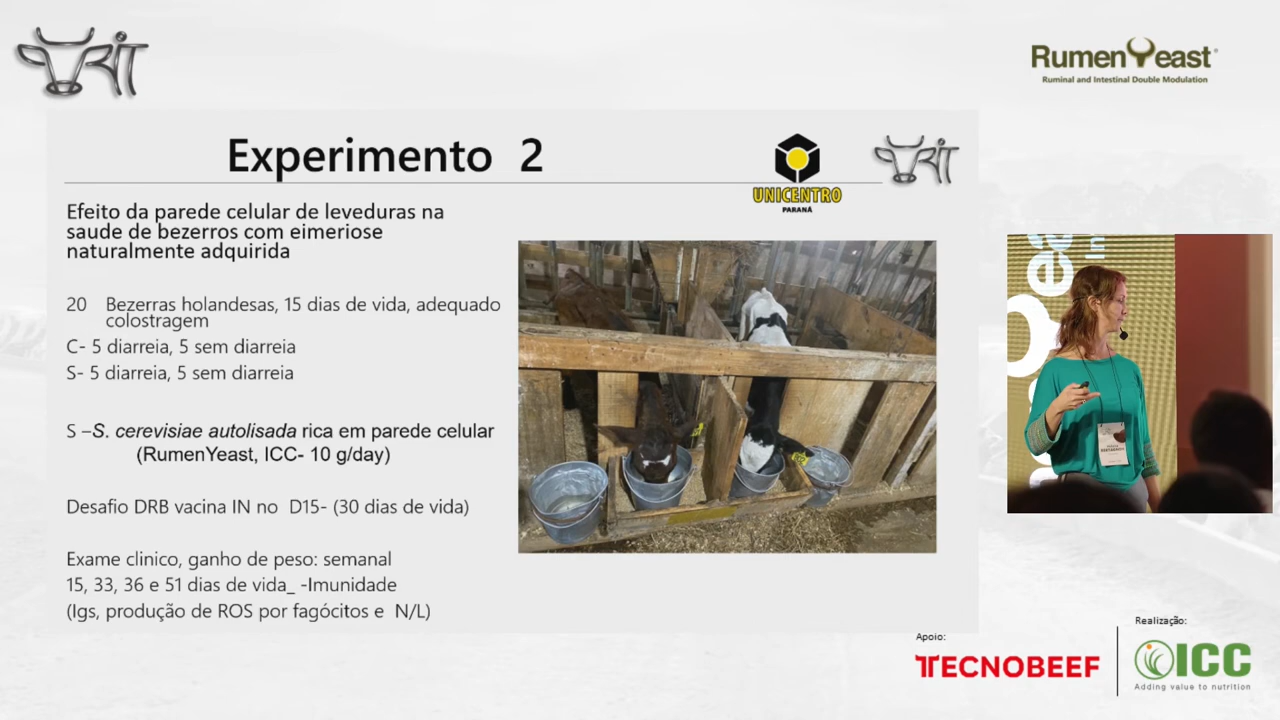 RIT
RumenYeast
Ruminal and Intestinal Double Modulation
Experimento 2
UNICENTRO
PARANÁ
RIT
Efeito da parede celular de leveduras na
saude de bezerros com eimeriose
naturalmente adquirida
20 Bezerras holandesas, 15 dias de vida, adequado
colostragem
C- 5 diarreia, 5 sem diarreia
S- 5 diarreia, 5 sem diarreia
S –S. cerevisiae autolisada rica em parede celular
(RumenYeast, ICC- 10 g/day)
Desafio DRB vacina IN no D15- (30 dias de vida)
Exame clinico, ganho de peso: semanal
15, 33, 36 e 51 dias de vida_ -Imunidade
(Igs, produção de ROS por fagócitos e N/L)
Apoio:
TECNOBEEF
Realização:
ICC
Adding value to nutrition